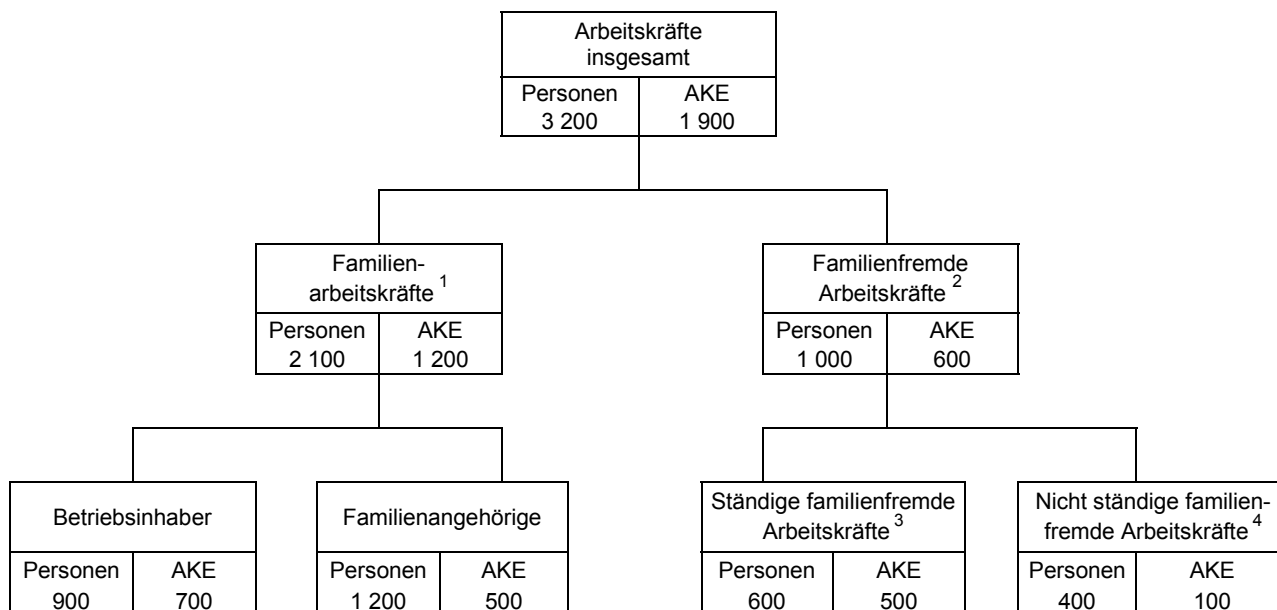 Arbeitskräfte
insgesamt
Personen AKE
3 200 1 900
Familien-
arbeitskräfte 1
Personen AKE
2 100 1 200
Familienfremde
Arbeitskräfte 2
Personen AKE
1 000 600
Betriebsinhaber
Personen AKE
900 700
Familienangehörige
Personen AKE
1 200 500
Ständige familienfremde
Arbeitskräfte 3
Personen AKE
600 500
Nicht ständige familien-
fremde Arbeitskräfte 4
Personen AKE
400 100